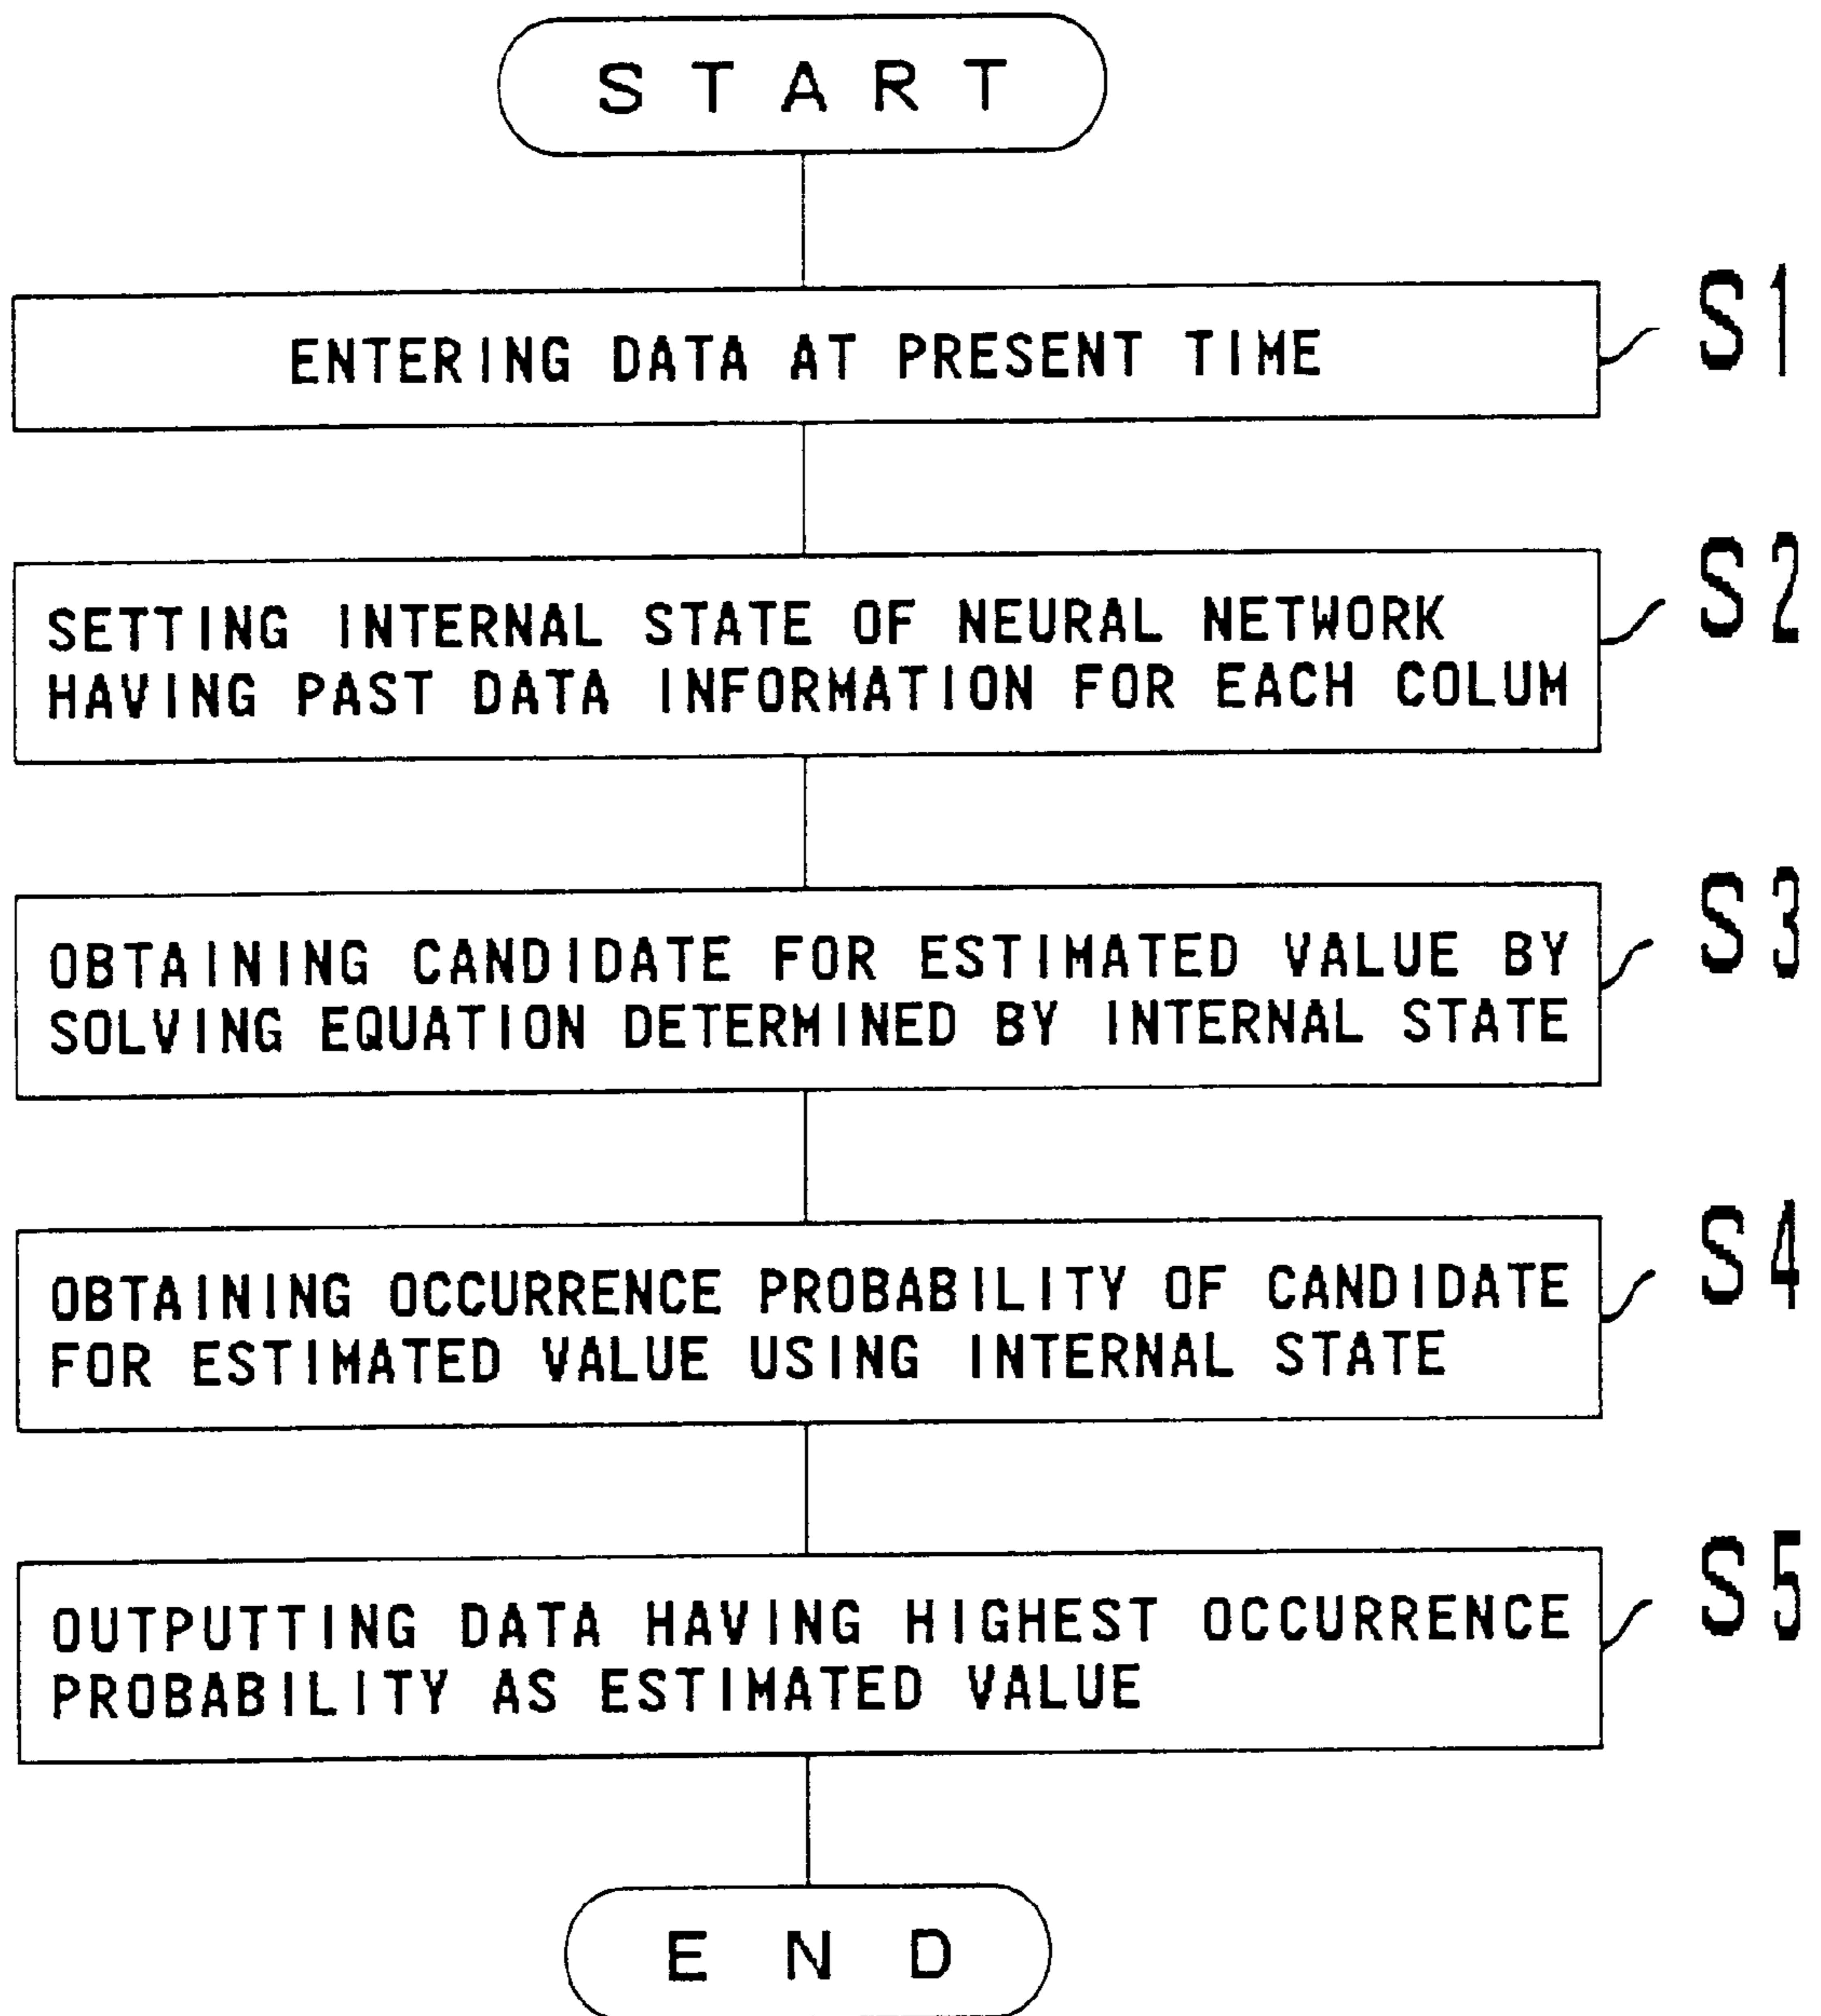 START
ENTERING DATA AT PRESENT TIME
S1
SETTING INTERNAL STATE OF NEURAL NETWORK
HAVING PAST DATA INFORMATION FOR EACH COLUM
S2
OBTAINING CANDIDATE FOR ESTIMATED VALUE BY
SOLVING EQUATION DETERMINED BY INTERNAL STATE
S3
OBTAINING OCCURRENCE PROBABILITY OF CANDIDATE
FOR ESTIMATED VALUE USING INTERNAL STATE
S4
OUTPUTTING DATA HAVING HIGHEST OCCURRENCE
PROBABILITY AS ESTIMATED VALUE
S5
END